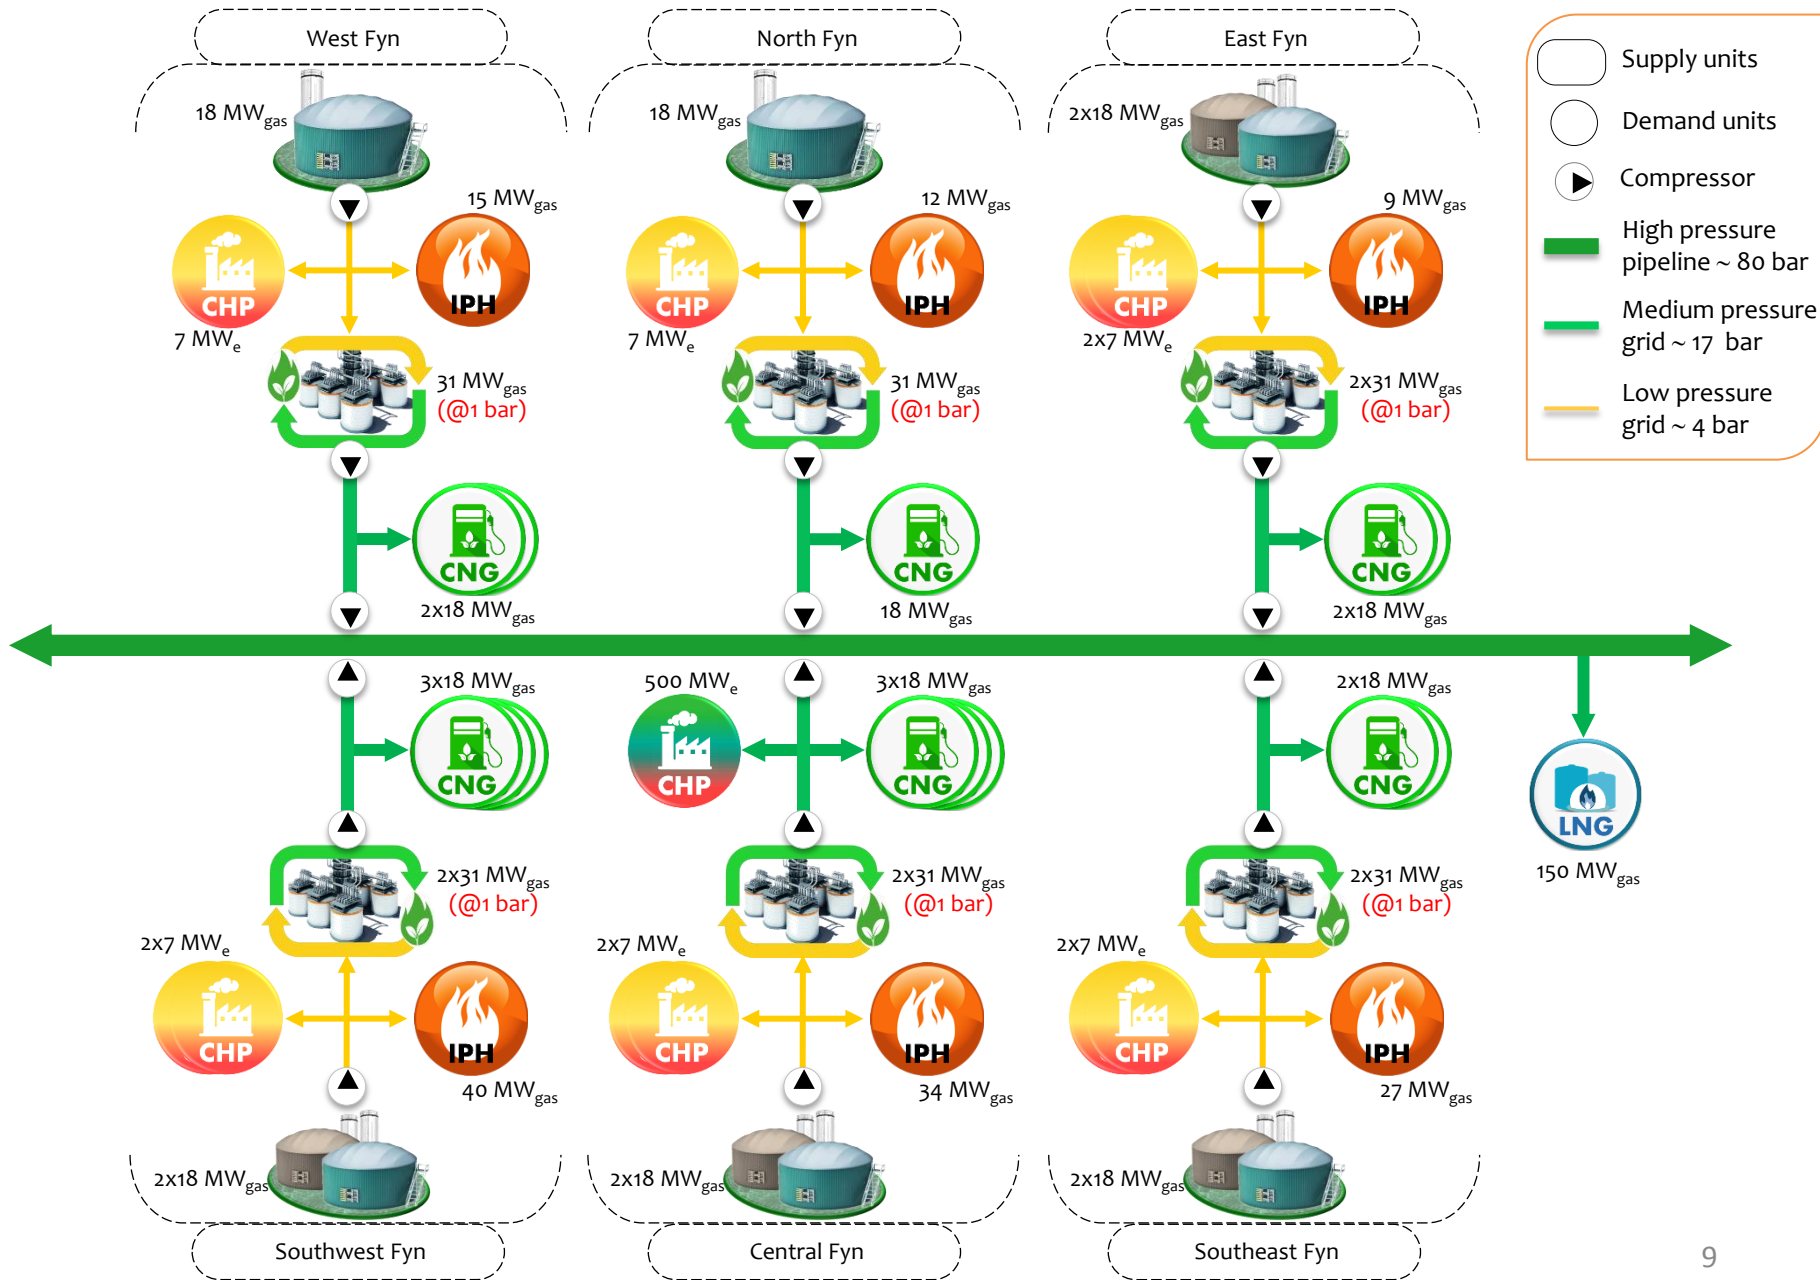 West Fyn
North Fyn
East Fyn
18 MWgas
18 MWgas
2x18 MWgas
15 MWgas
12 MWgas
9 MWgas
CHP
IPH
CHP
IPH
CHP
IPH
7 MWe
7 MWe
2x7 MWe
31 MWgas
(@1 bar)
31 MWgas
(@1 bar)
2x31 MWgas
(@1 bar)
CNG
CNG
CNG
2x18 MWgas
18 MWgas
2x18 MWgas
Supply units
Demand units
Compressor
High pressure
pipeline ~ 80 bar
Medium pressure
grid ~ 17 bar
Low pressure
grid ~ 4 bar
3x18 MWgas
500 MWe
3x18 MWgas
2x18 MWgas
CNG
CHP
CNG
CNG
LNG
150 MWgas
2x31 MWgas
(@1 bar)
2x31 MWgas
(@1 bar)
2x31 MWgas
(@1 bar)
2x7 MWe
2x7 MWe
2x7 MWe
CHP
IPH
CHP
IPH
CHP
IPH
40 MWgas
34 MWgas
27 MWgas
2x18 MWgas
2x18 MWgas
2x18 MWgas
Southwest Fyn
Central Fyn
Southeast Fyn
9